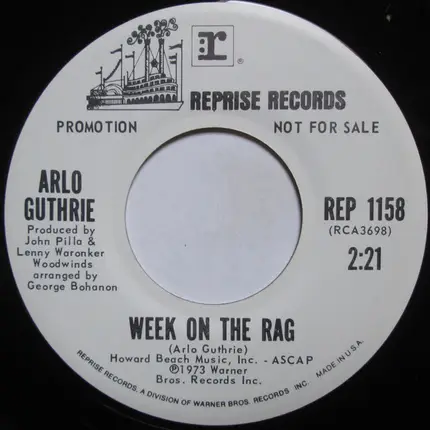 r
®
REPRISE RECORDS
PROMOTION
NOT FOR SALE
ARLO
GUTHRIE
Produced by
John Pilla &
Lenny Waronker
Woodwinds
arranged by
George Bohanon
REP 1158
(RCA3698)
2:21
WEEK ON THE RAG
(Arlo Guthrie)
Howard Beach Music, Inc. - ASCAP
℗1973 Warner
Bros. Records Inc.
REPRISE RECORDS, A DIVISION OF WARNER BROS. RECORDS INC. MADE IN U.S.A.